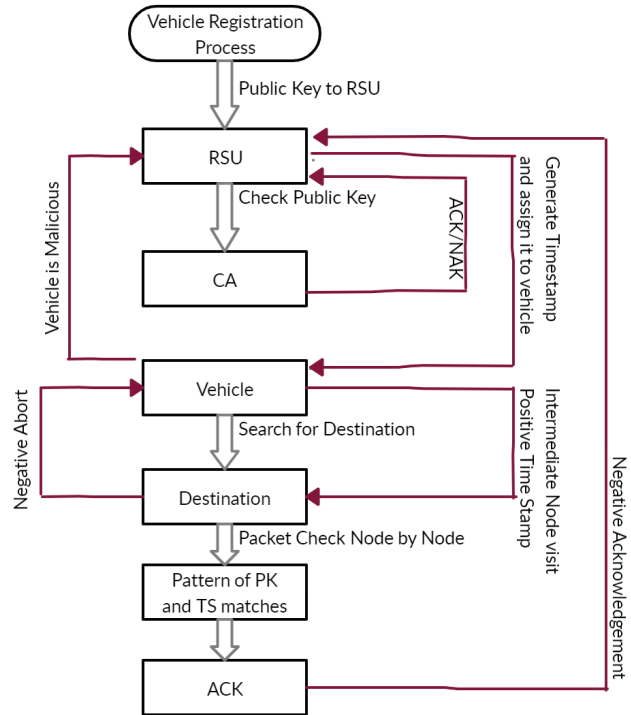 Vehicle Registration
Process
Public Key to RSU
RSU
Check Public Key
CA
ACK/NAK
Generate Timestamp
and assign it to vehicle
Vehicle is Malicious
Vehicle
Search for Destination
Intermediate Node visit
Positive Time Stamp
Negative Abort
Destination
Packet Check Node by Node
Pattern of PK
and TS matches
ACK
Negative Acknowledgement